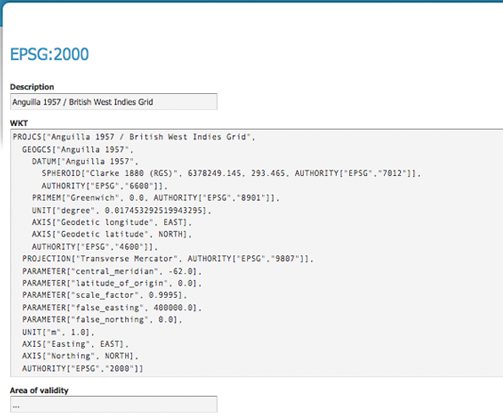 EPSG:2000
Description
Anguilla 1957 / British West Indies Grid
WKT
PROJCS["Anguilla 1957 / British West Indies Grid",
GEOGCS["Anguilla 1957",
DATUM["Anguilla 1957",
SPHEROID["Clarke 1880 (RGS)", 6378249.145, 293.465, AUTHORITY["EPSG","7012"]],
AUTHORITY["EPSG","6600"]],
PRIMEM["Greenwich", 0.0, AUTHORITY["EPSG","8901"]],
UNIT["degree", 0.017453292519943295],
AXIS["Geodetic longitude", EAST],
AXIS["Geodetic latitude", NORTH],
AUTHORITY["EPSG","4600"]],
PROJECTION["Transverse Mercator", AUTHORITY["EPSG","9807"]],
PARAMETER["central_meridian", -62.0],
PARAMETER["latitude_of_origin", 0.0],
PARAMETER["scale_factor", 0.9995],
PARAMETER["false_easting", 400000.0],
PARAMETER["false_northing", 0.0],
UNIT["m", 1.0],
AXIS["Easting", EAST],
AXIS["Northing", NORTH],
AUTHORITY["EPSG","2000"]]
Area of validity
...